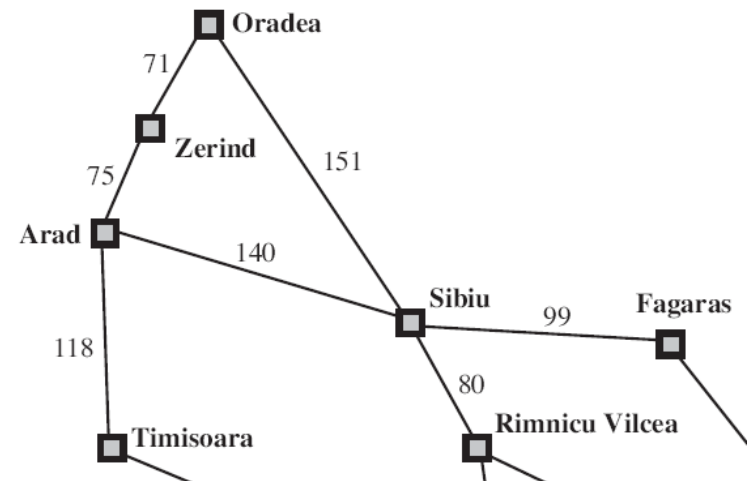 Oradea
71
Zerind
151
75
Arad
140
Sibiu
Fagaras
99
118
80
Rimnicu Vilcea
Timisoara